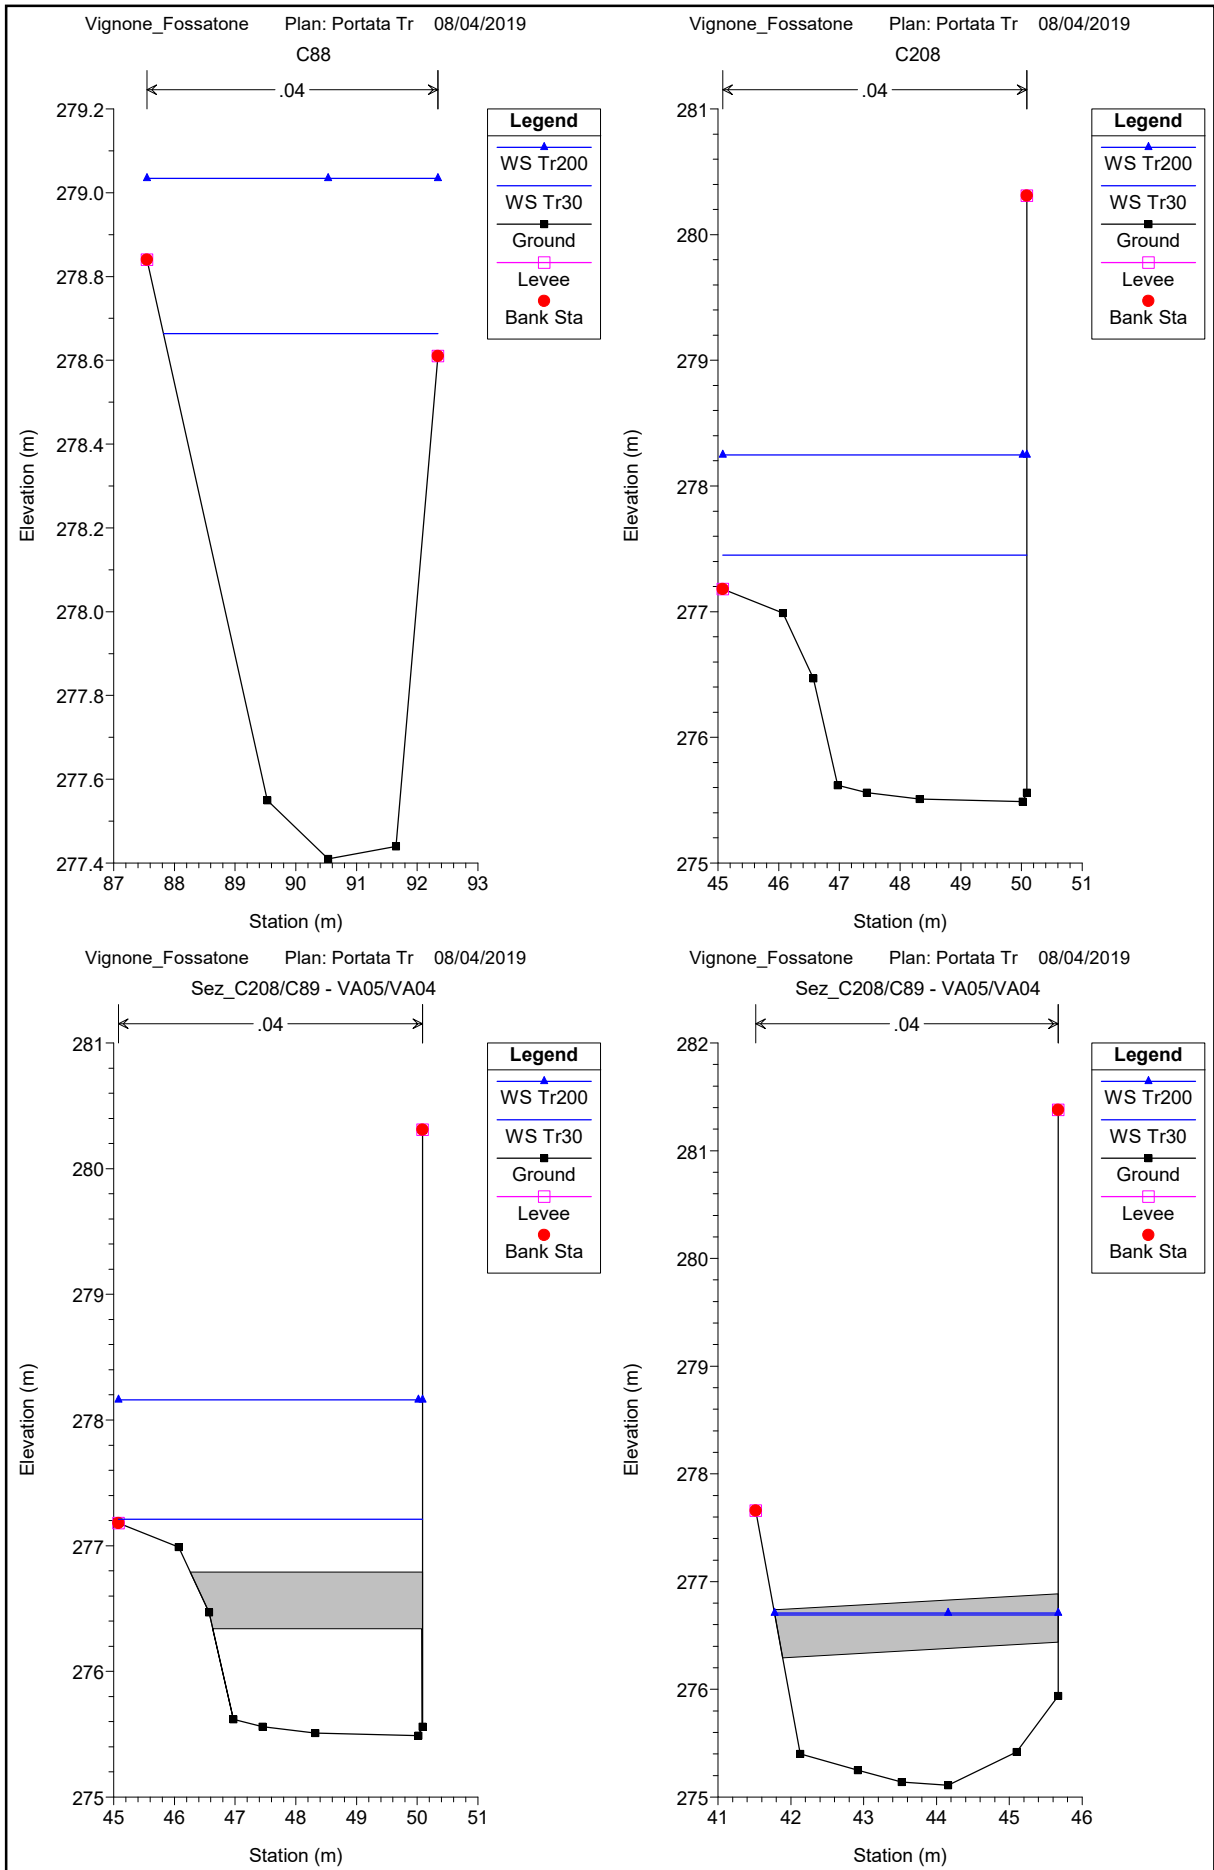 Vignone_Fossatone Plan: Portata Tr 08/04/2019
C88
.04
279.2
279.0
278.8
278.6
278.4
278.2
278.0
277.8
277.6
277.4
Elevation (m)
87 88 89 90 91 92 93
Station (m)
Legend
WS Tr200
WS Tr30
Ground
Levee
Bank Sta
Vignone_Fossatone Plan: Portata Tr 08/04/2019
C208
.04
281
280
279
278
277
276
275
Elevation (m)
45 46 47 48 49 50 51
Station (m)
Legend
WS Tr200
WS Tr30
Ground
Levee
Bank Sta
Vignone_Fossatone Plan: Portata Tr 08/04/2019
Sez_C208/C89 - VA05/VA04
.04
281
280
279
278
277
276
275
Elevation (m)
45 46 47 48 49 50 51
Station (m)
Legend
WS Tr200
WS Tr30
Ground
Levee
Bank Sta
Vignone_Fossatone Plan: Portata Tr 08/04/2019
Sez_C208/C89 - VA05/VA04
.04
282
281
280
279
278
277
276
275
Elevation (m)
41 42 43 44 45 46
Station (m)
Legend
WS Tr200
WS Tr30
Ground
Levee
Bank Sta